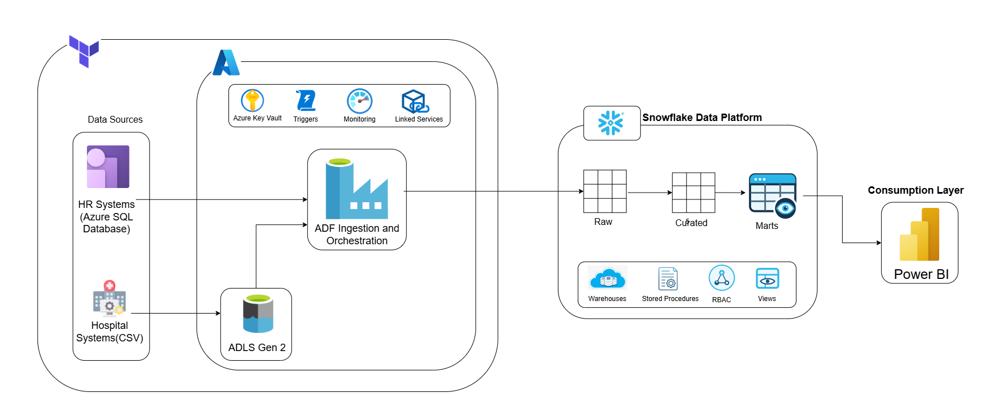 Data Sources
HR Systems
(Azure SQL
Database)
Hospital
Systems(CSV)
Azure Key Vault
Triggers
Monitoring
Linked Services
ADF Ingestion and
Orchestration
ADLS Gen 2
Snowflake Data Platform
Raw
Curated
Marts
Warehouses
Stored Procedures
RBAC
Views
Consumption Layer
Power BI